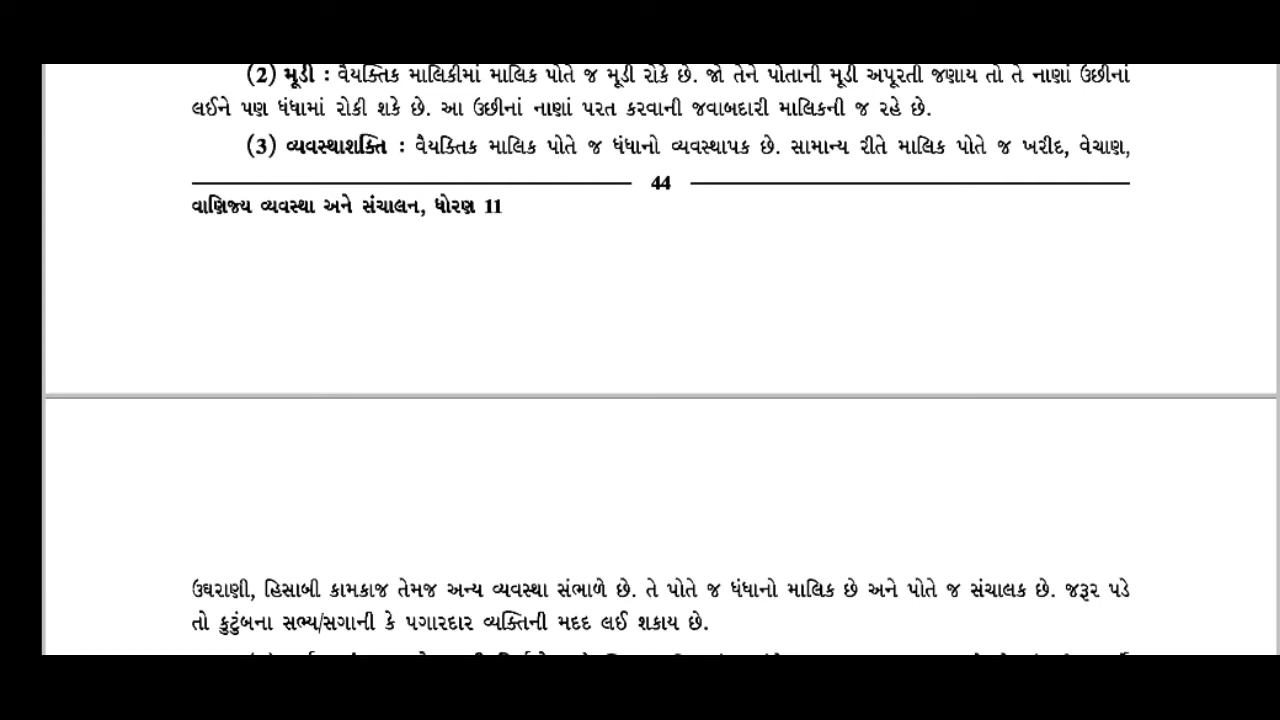 (2) મૂડી : વૈયક્તિક માલિકીમાં માલિક પોતે જ મૂડી રોકે છે. જો તેને પોતાની મૂડી અપૂરતી જણાય તો તે નાણાં ઉછીનાં
લઈને પણ ધંધામાં રોકી શકે છે. આ ઉછીનાં નાણાં પરત કરવાની જવાબદારી માલિકની જ રહે છે.
(3) વ્યવસ્થાશક્તિ : વૈયક્તિક માલિક પોતે જ ધંધાનો વ્યવસ્થાપક છે. સામાન્ય રીતે માલિક પોતે જ ખરીદ, વેચાણ,
44
વાણિજ્ય વ્યવસ્થા અને સંચાલન, ધોરણ 11
ઉઘરાણી, હિસાબી કામકાજ તેમજ અન્ય વ્યવસ્થા સંભાળે છે. તે પોતે જ ધંધાનો માલિક છે અને પોતે જ સંચાલક છે. જરૂર પડે
તો કુટુંબના સભ્ય/સગાની કે પગારદાર વ્યક્તિની મદદ લઈ શકાય છે.